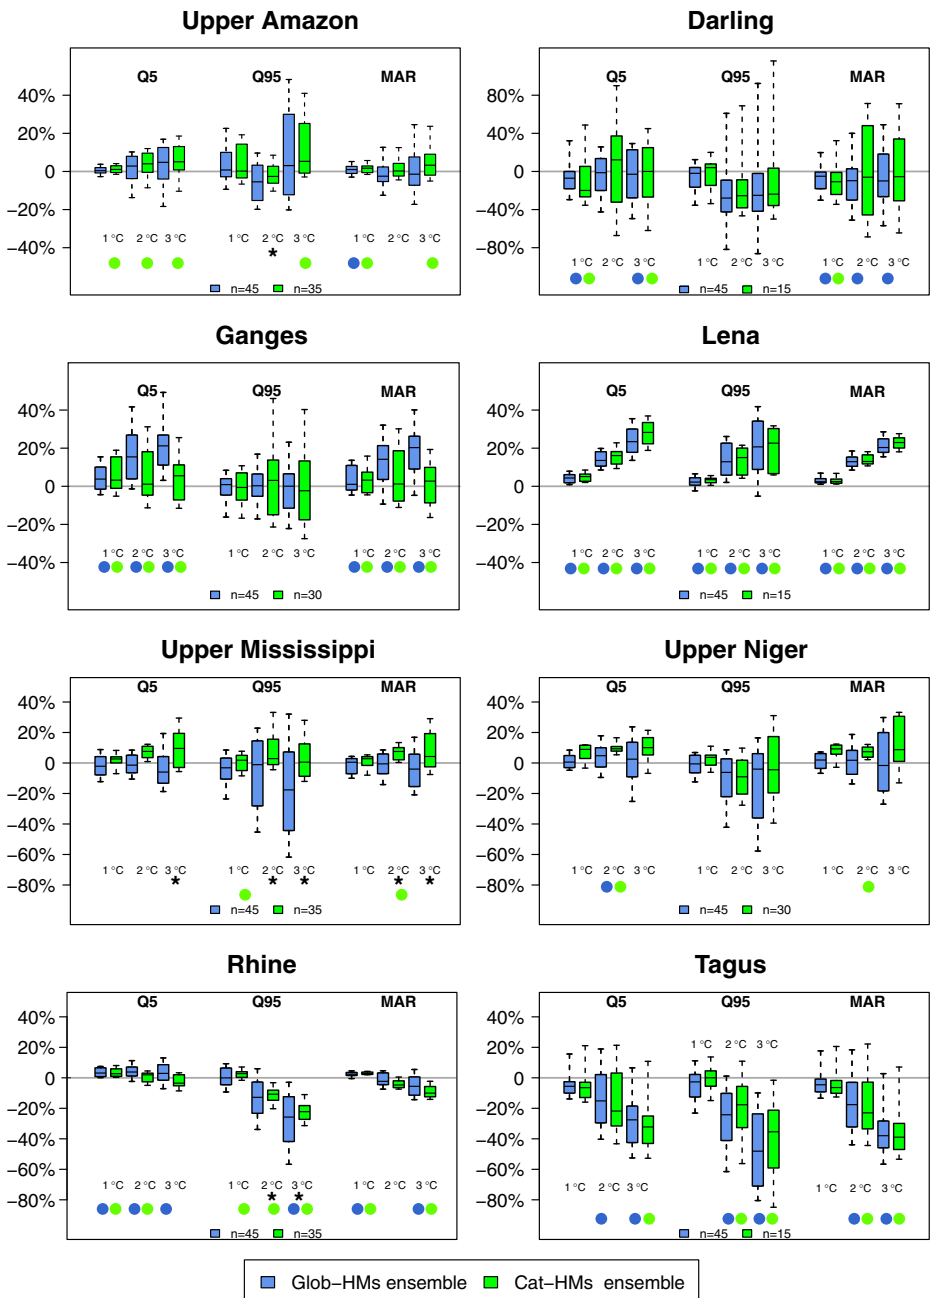 Upper Amazon
Q5 Q95 MAR
40%
20%
0
−20%
−40%
1 °C 2 °C 3 °C 1 °C 2 °C 3 °C 1 °C 2 °C 3 °C
*
n=45 n=35
Darling
Q5 Q95 MAR
80%
40%
0
−40%
−80%
1 °C 2 °C 3 °C 1 °C 2 °C 3 °C 1 °C 2 °C 3 °C
n=45 n=15
Ganges
Q5 Q95 MAR
40%
20%
0
−20%
−40%
1 °C 2 °C 3 °C 1 °C 2 °C 3 °C 1 °C 2 °C 3 °C
n=45 n=30
Lena
Q5 Q95 MAR
40%
20%
0
−20%
−40%
1 °C 2 °C 3 °C 1 °C 2 °C 3 °C 1 °C 2 °C 3 °C
n=45 n=15
Upper Mississippi
Q5 Q95 MAR
40%
20%
0
−20%
−40%
−60%
−80%
1 °C 2 °C 3 °C 1 °C 2 °C 3 °C 1 °C 2 °C 3 °C
* * * * *
n=45 n=35
Upper Niger
Q5 Q95 MAR
40%
20%
0
−20%
−40%
−60%
−80%
1 °C 2 °C 3 °C 1 °C 2 °C 3 °C 1 °C 2 °C 3 °C
n=45 n=30
Rhine
Q5 Q95 MAR
40%
20%
0
−20%
−40%
−60%
−80%
1 °C 2 °C 3 °C 1 °C 2 °C 3 °C 1 °C 2 °C 3 °C
* *
n=45 n=35
Tagus
Q5 Q95 MAR
40%
20%
0
−20%
−40%
−60%
−80%
1 °C 2 °C 3 °C
1 °C 2 °C 3 °C 1 °C 2 °C 3 °C
n=45 n=15
Glob−HMs ensemble Cat−HMs ensemble